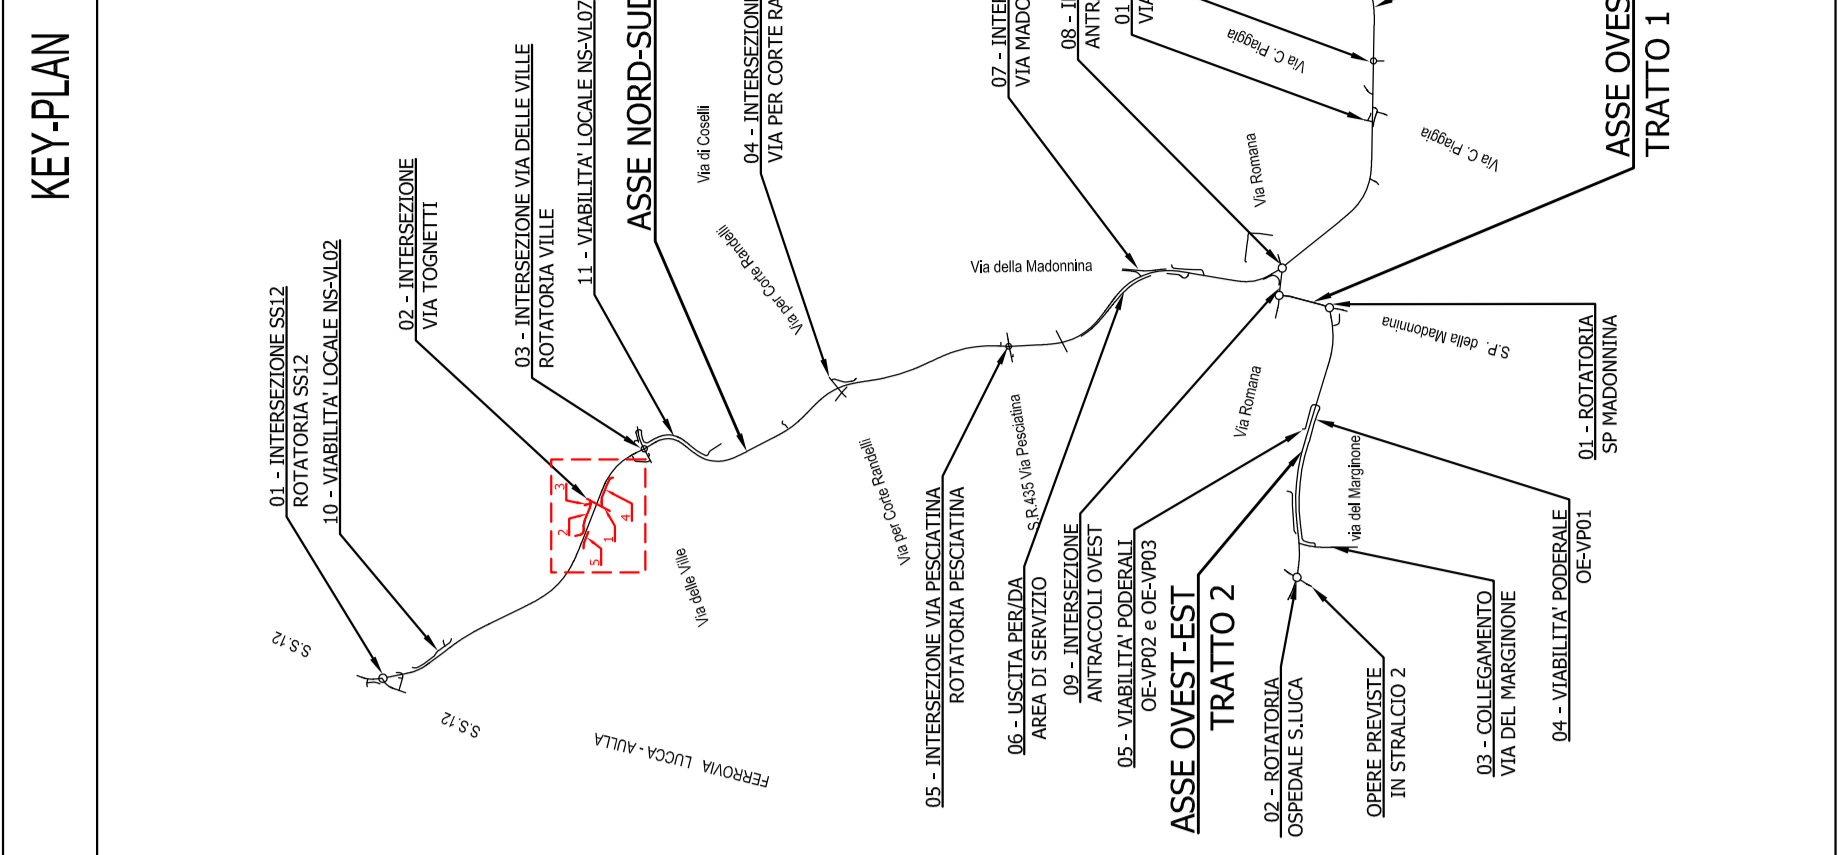 KEY-PLAN
01 - INTERSEZIONE SS12
ROTATORIA SS12
10 - VIABILITA' LOCALE NS-VL02
02 - INTERSEZIONE
VIA TOGNETTI
03 - INTERSEZIONE VIA DELLE VILLE
ROTATORIA VILLE
11 - VIABILITA' LOCALE NS-VL07
ASSE NORD-SUD
Via di Coselli
04 - INTERSEZIONE
VIA PER CORTE RA
Via per Corte Randelli
Via della Madonnina
07 - INTE
VIA MADO
08 - I
ANTR
01
VIA
Via C. Piaggia
Via C. Piaggia
Via Romana
ASSE OVES
TRATTO 1
S.S.12
S.S.12
FERROVIA LUCCA - AULLA
3
2
1
4
5
Via delle Ville
Via per Corte Randelli
05 - INTERSEZIONE VIA PESCIATINA
ROTATORIA PESCIATINA
S.R.435 Via Pesciatina
06 - USCITA PER/DA
AREA DI SERVIZIO
09 - INTERSEZIONE
ANTRACCOLI OVEST
05 - VIABILITA' PODERALI
OE-VP02 e OE-VP03
ASSE OVEST-EST
TRATTO 2
Via Romana
02 - ROTATORIA
OSPEDALE S.LUCA
via del Marginone
OPERE PREVISTE
IN STRALCIO 2
S.P. della Madonnina
03 - COLLEGAMENTO
VIA DEL MARGINONE
04 - VIABILITA' PODERALE
OE-VP01
01 - ROTATORIA
SP MADONNINA